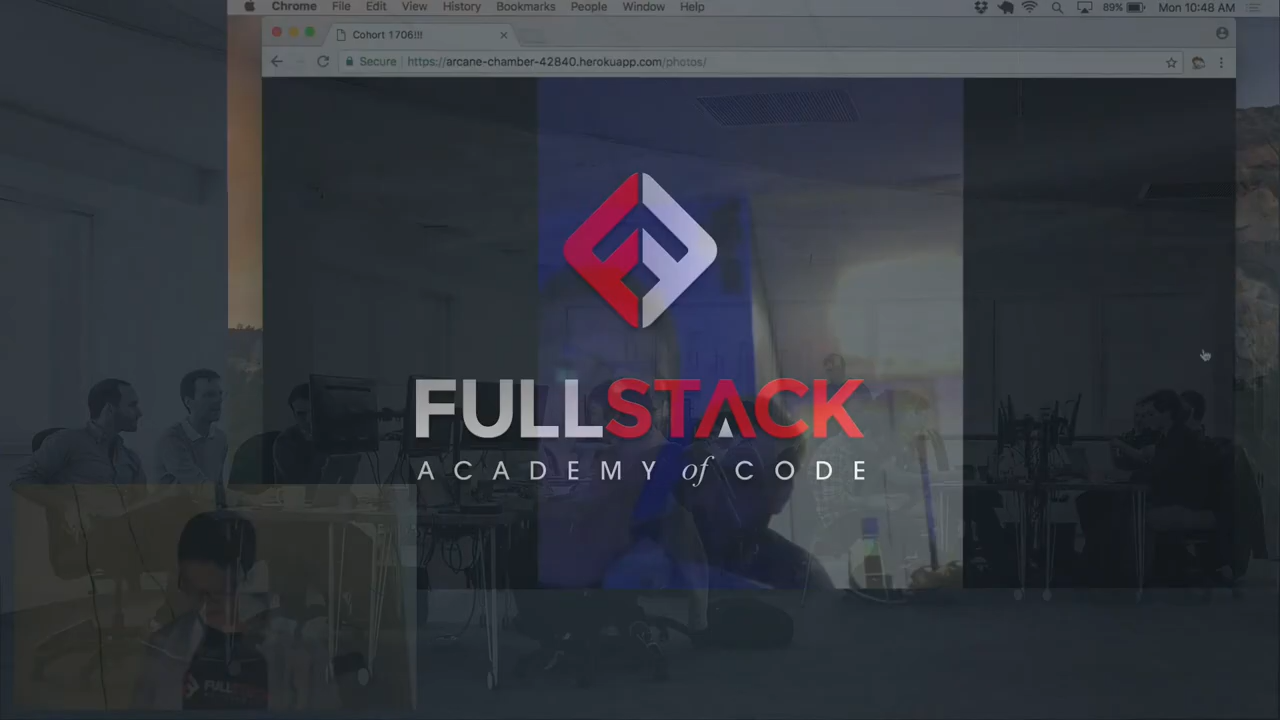 Chrome File Edit View History Bookmarks People Window Help 89% Mon 10:48 AM
Cohort 1706!!!
Secure https://arcane-chamber-42840.herokuapp.com/photos/
FULLSTACK
ACADEMY of CODE
FULLSTACK